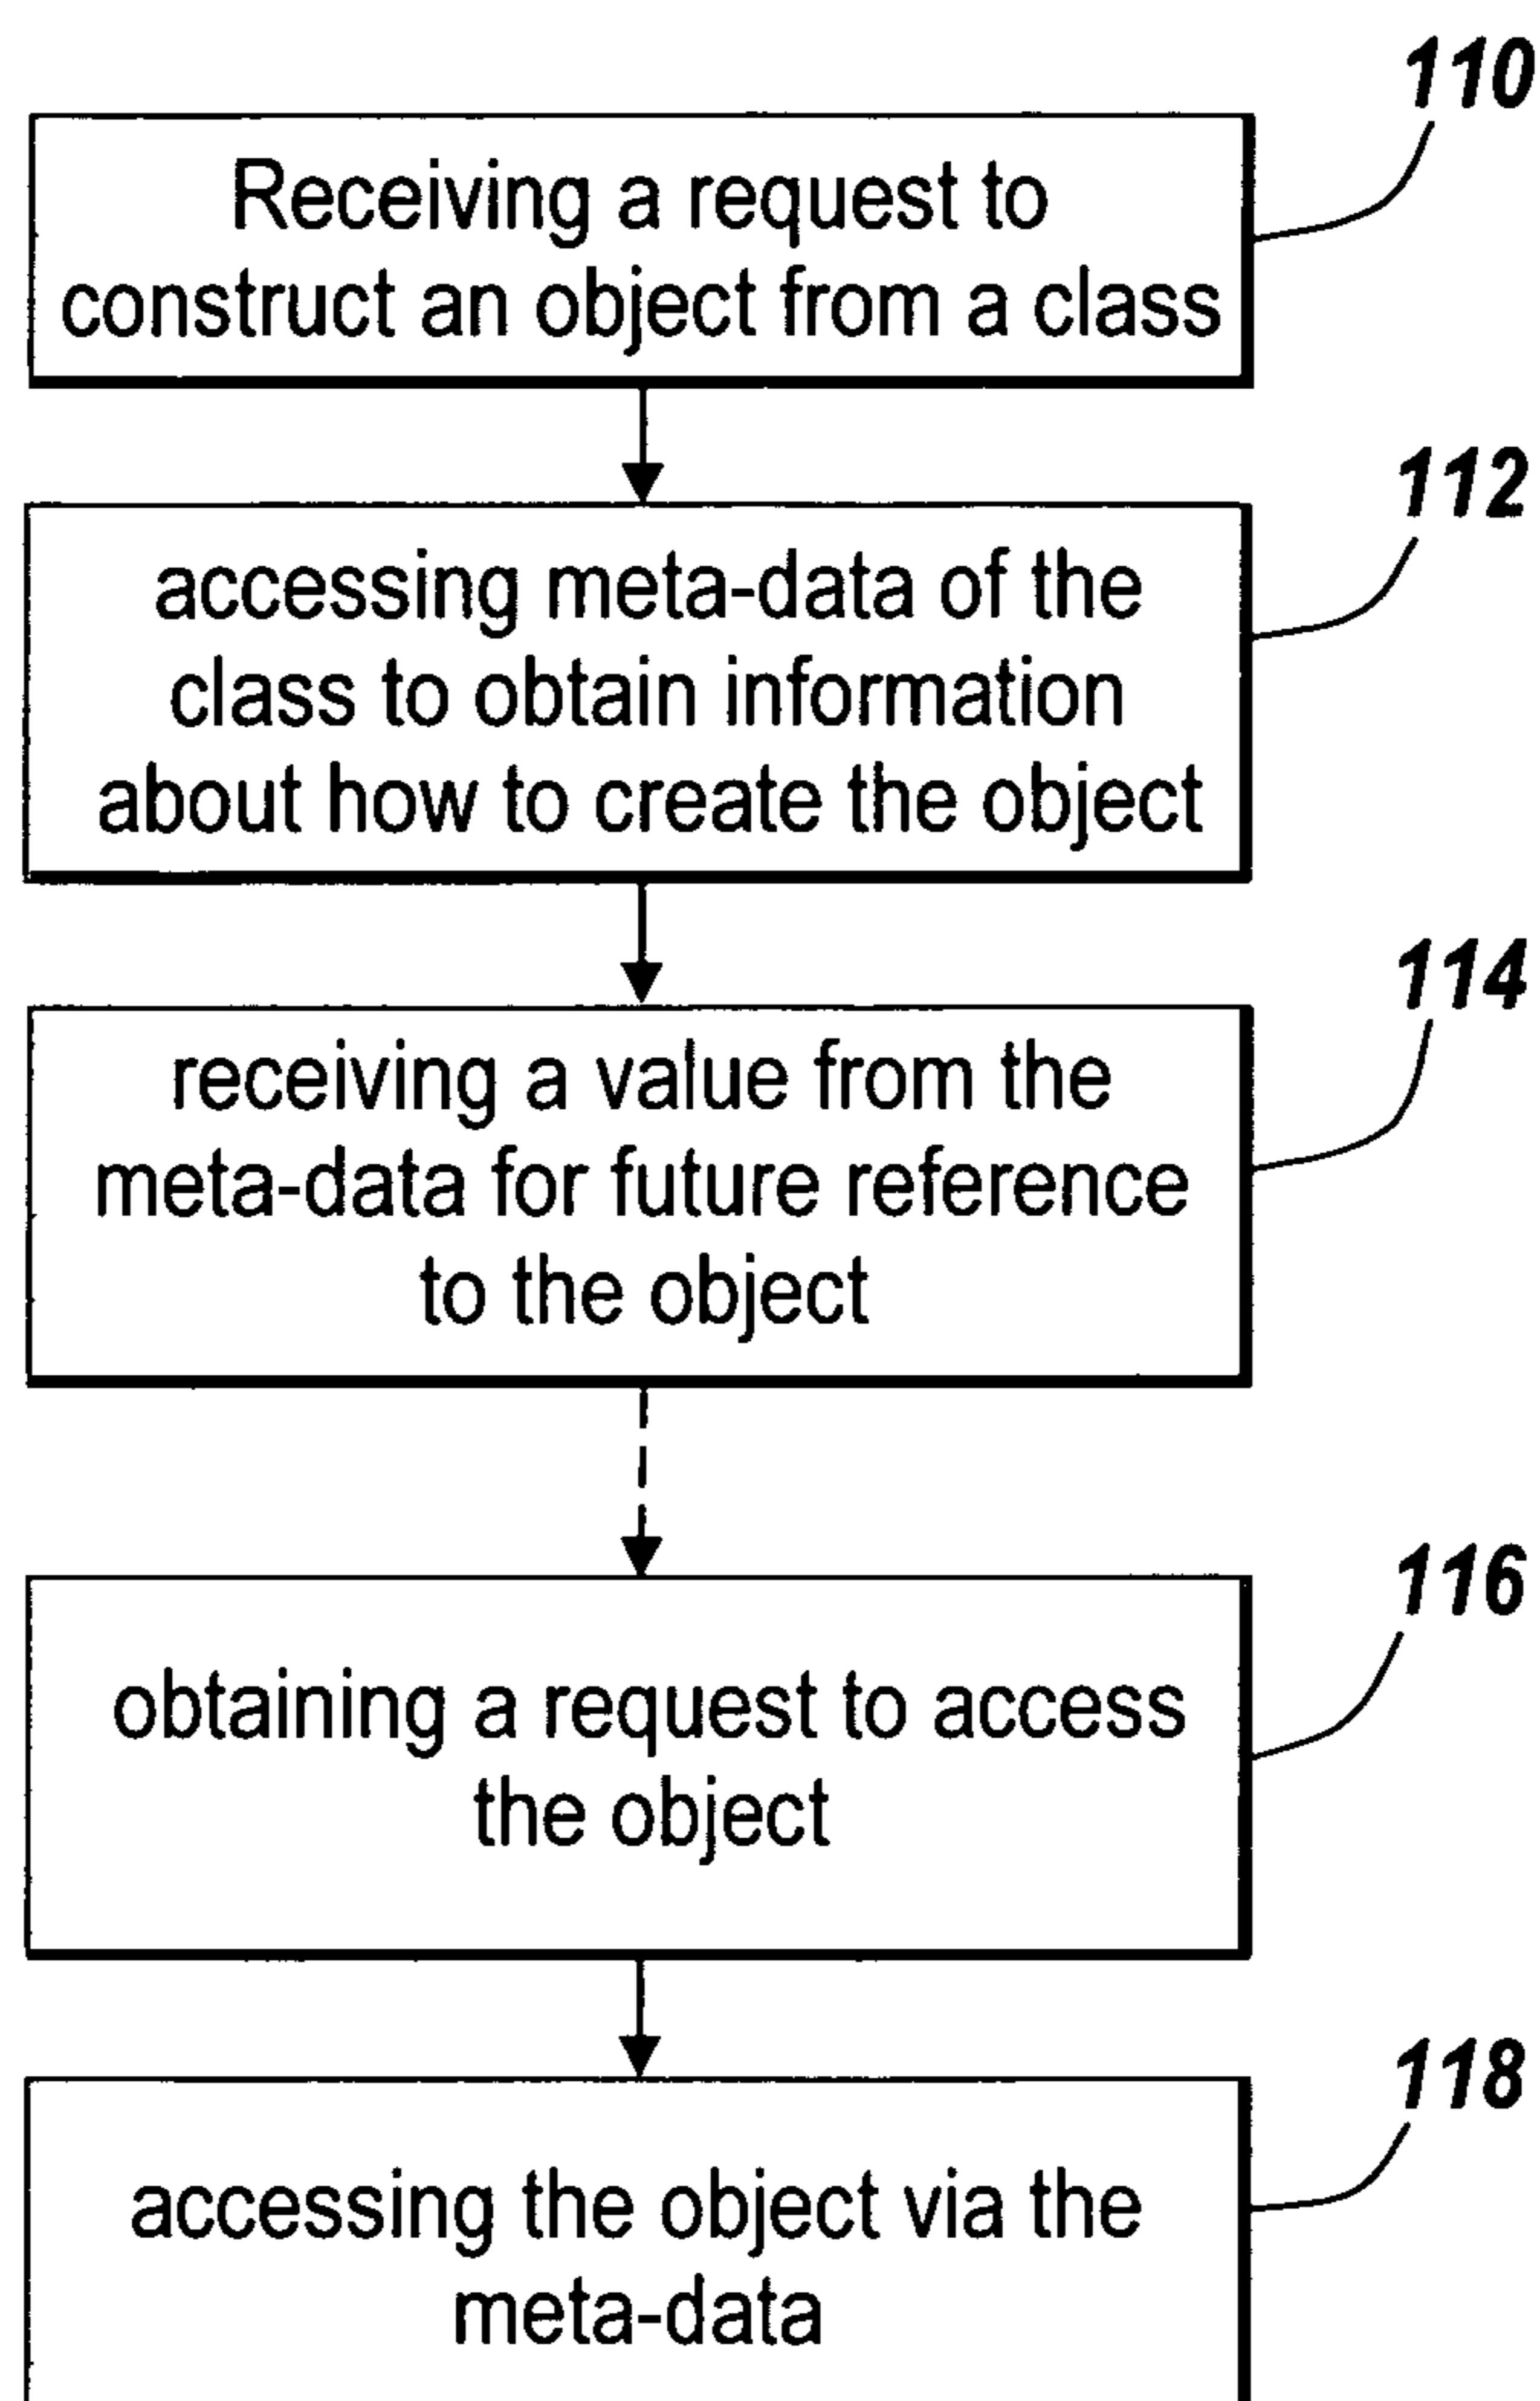 110
Receiving a request to
construct an object from a class
112
accessing meta-data of the
class to obtain information
about how to create the object
114
receiving a value from the
meta-data for future reference
to the object
116
obtaining a request to access
the object
118
accessing the object via the
meta-data